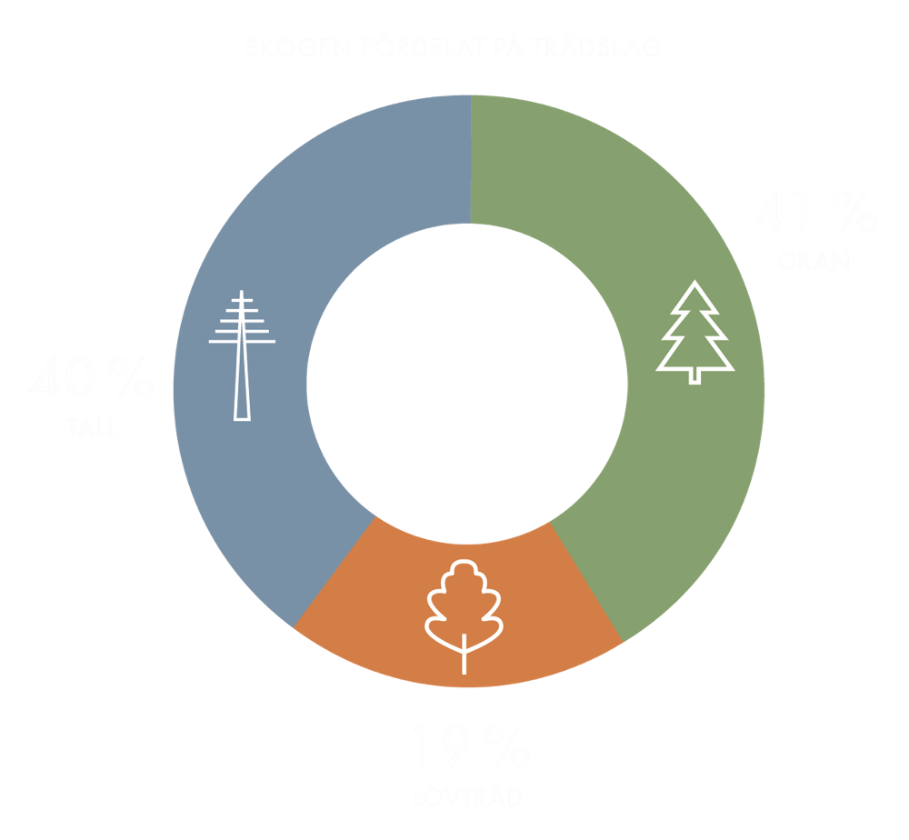 SKOGEN FÖRDELAT PÅ TRÄDSLAG
41 %
GRAN
40 %
TALL
19 %
LÖVTRÄD